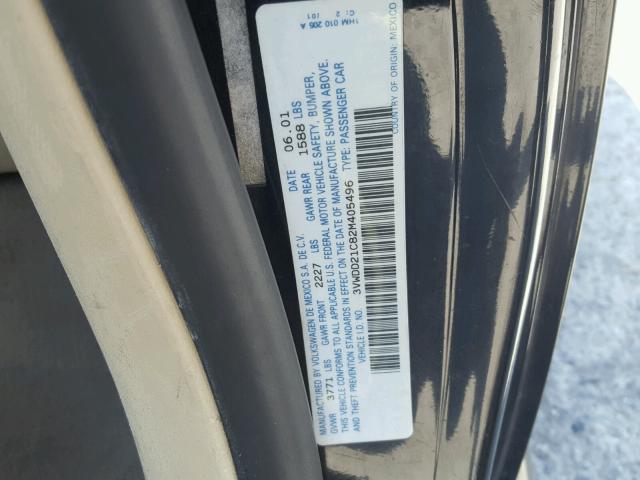 MANUFACTURED BY VOLKSWAGEN DE MEXICO S.A. DE C.V. DATE 06.01
GVWR 3771 LBS GAWR FRONT 2227 LBS GAWR REAR 1588 LBS
THIS VEHICLE CONFORMS TO ALL APPLICABLE U.S. FEDERAL MOTOR VEHICLE SAFETY, BUMPER,
AND THEFT PREVENTION STANDARDS IN EFFECT ON THE DATE OF MANUFACTURE SHOWN ABOVE.
VEHICLE I.D. NO. 3VWDD21C82M405496 TYPE: PASSENGER CAR
COUNTRY OF ORIGIN: MEXICO
1HM 010 205 A